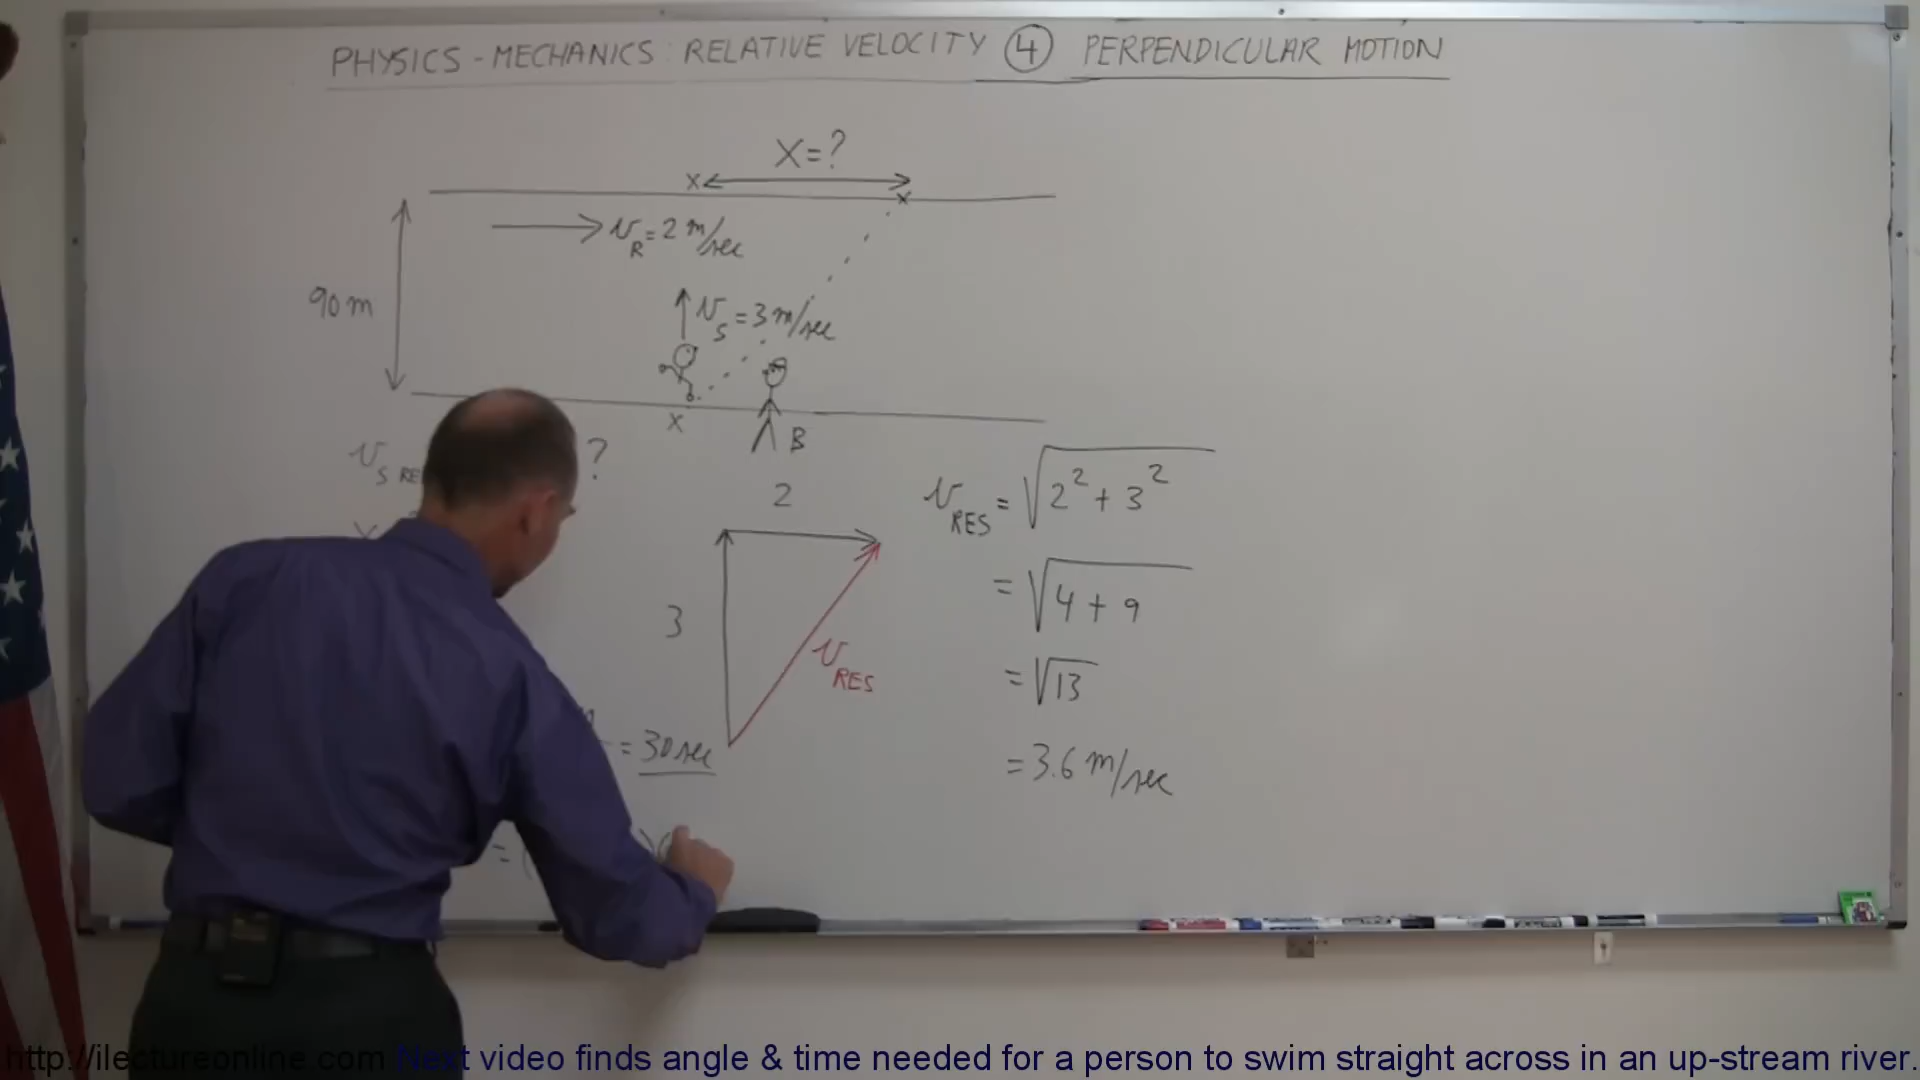 PHYSICS - MECHANICS: RELATIVE VELOCITY ④ PERPENDICULAR MOTION
X=?
x x
v_R = 2 m/sec
90 m
v_S = 3 m/sec
x B
v_S RE ?
2
3
v_RES
= 30 sec
= (
)(
v_RES = √(2² + 3²)
= √(4 + 9)
= √13
= 3.6 m/sec
http://ilectureonline.com Next video finds angle & time needed for a person to swim straight across in an up-stream river.